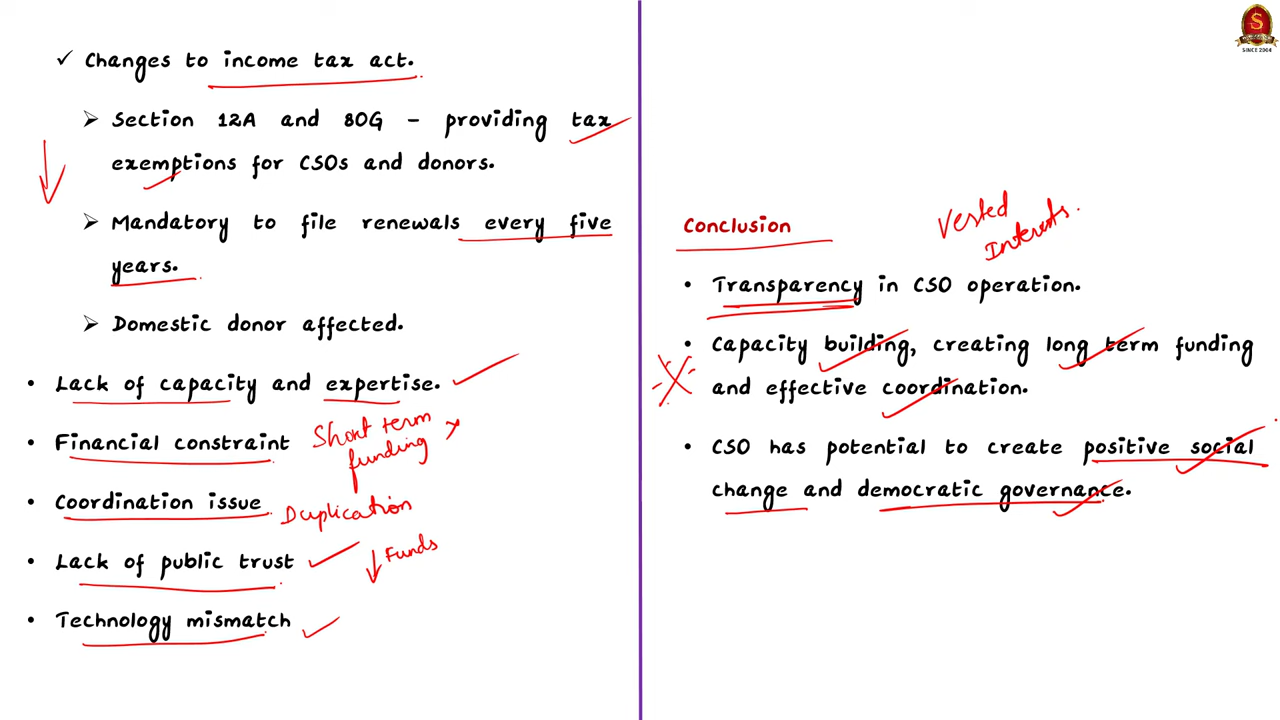 ✓ Changes to income tax act.
➢ Section 12A and 80G – providing tax
exemptions for CSOs and donors.
➢ Mandatory to file renewals every five
years.
➢ Domestic donor affected.
• Lack of capacity and expertise.
• Financial constraint
Short term
funding
• Coordination issue
Duplication
• Lack of public trust
↓ Funds
• Technology mismatch
S
SINCE 2004
Vested
Interests.
Conclusion
• Transparency in CSO operation.
• Capacity building, creating long term funding
and effective coordination.
• CSO has potential to create positive social
change and democratic governance.